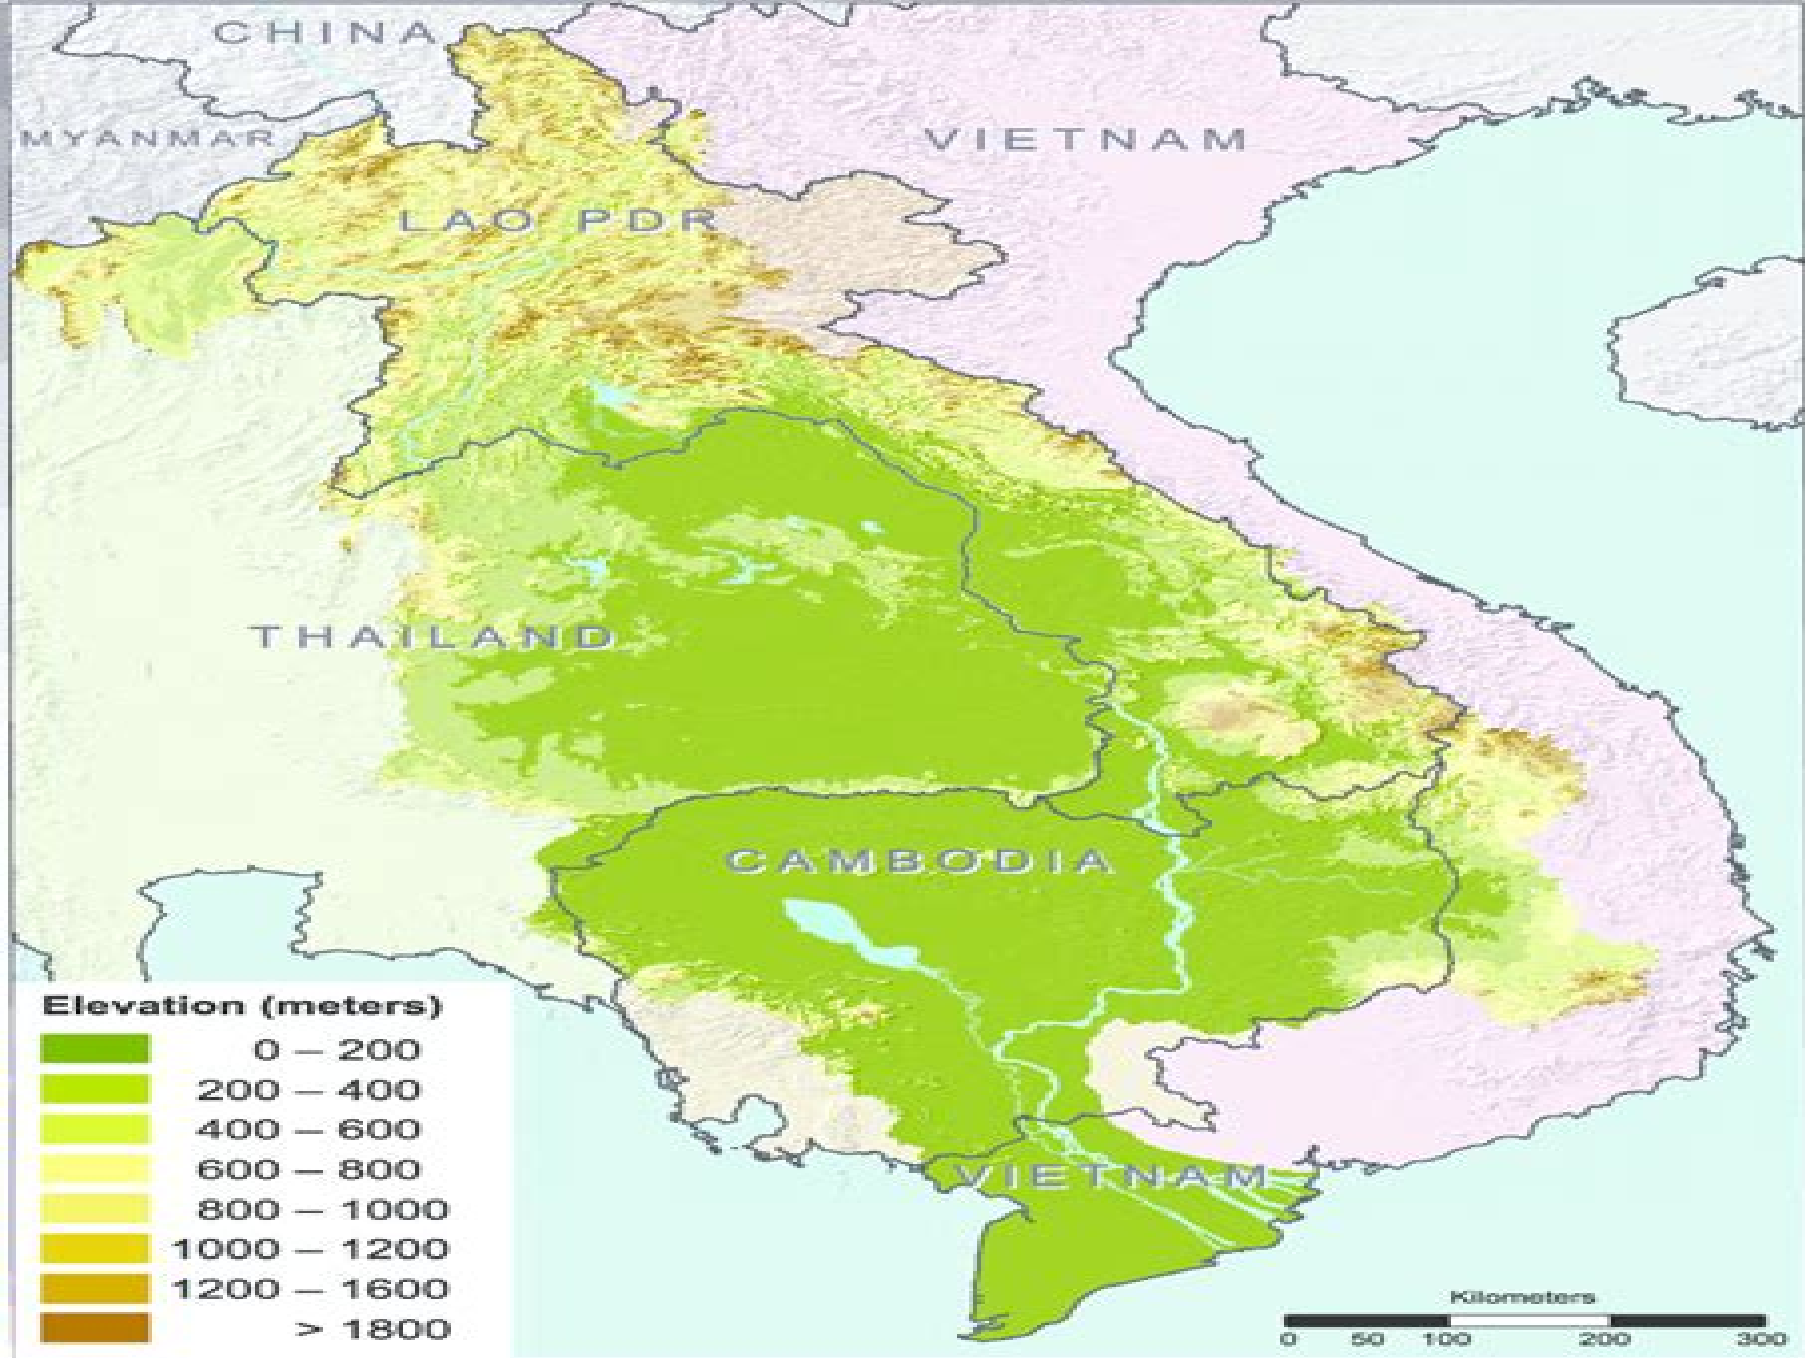 CHINA
MYANMAR
VIETNAM
LAO PDR
THAILAND
CAMBODIA
VIETNAM
Elevation (meters)
0 – 200
200 – 400
400 – 600
600 – 800
800 – 1000
1000 – 1200
1200 – 1600
> 1800
Kilometers
0 50 100 200 300